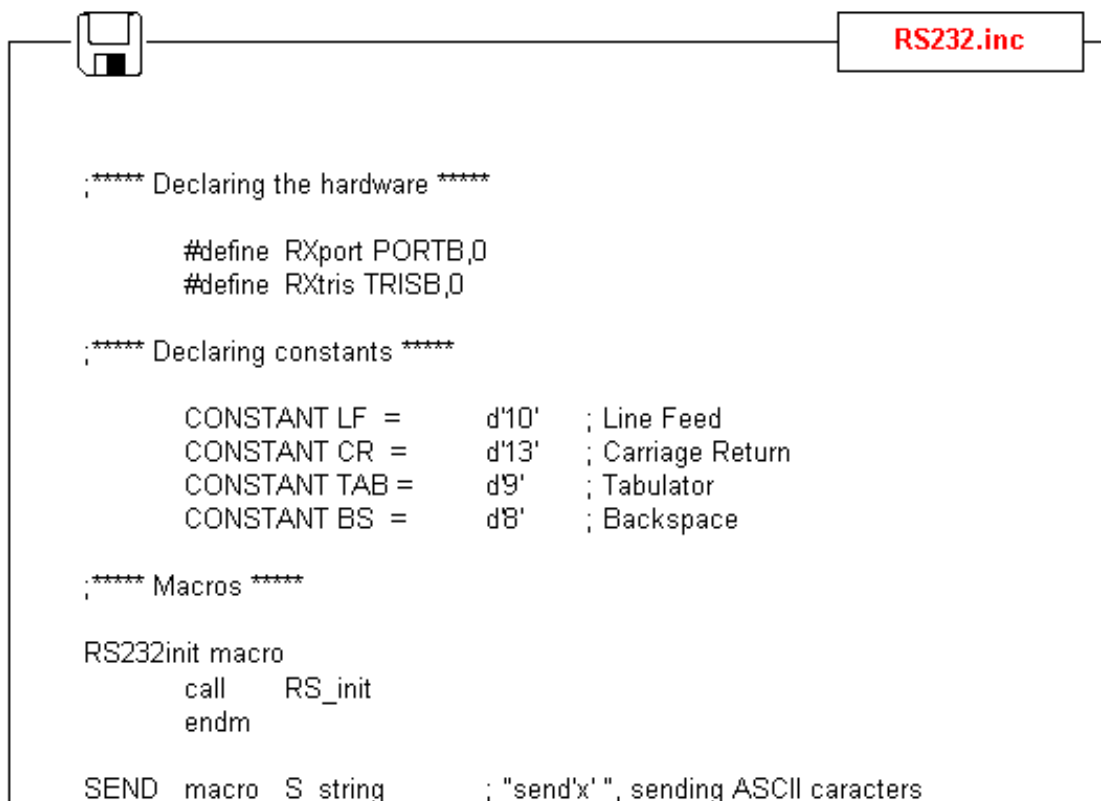 RS232.inc
;***** Declaring the hardware *****
#define RXport PORTB,0
#define RXtris TRISB,0
;***** Declaring constants *****
CONSTANT LF = d'10' ; Line Feed
CONSTANT CR = d'13' ; Carriage Return
CONSTANT TAB = d'9' ; Tabulator
CONSTANT BS = d'8' ; Backspace
;***** Macros *****
RS232init macro
call RS_init
endm
SEND macro S_string ; "send'x' ", sending ASCII caracters